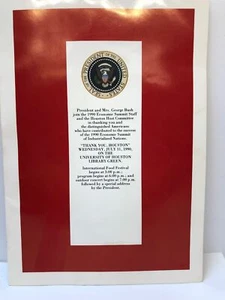 President and Mrs. George Bush
join the 1990 Economic Summit Staff
and the Houston Host Committee
in thanking you and
the distinguished Americans
who have contributed to the success
of the 1990 Economic Summit
of Industrialized Nations.
"THANK YOU, HOUSTON"
WEDNESDAY, JULY 11, 1990,
ON THE
UNIVERSITY OF HOUSTON
LIBRARY GREEN.
International Food Festival
begins at 5:00 p.m.,
program begins at 6:00 p.m., and
outdoor concert begins at 7:00 p.m.
followed by a special address
by the President.